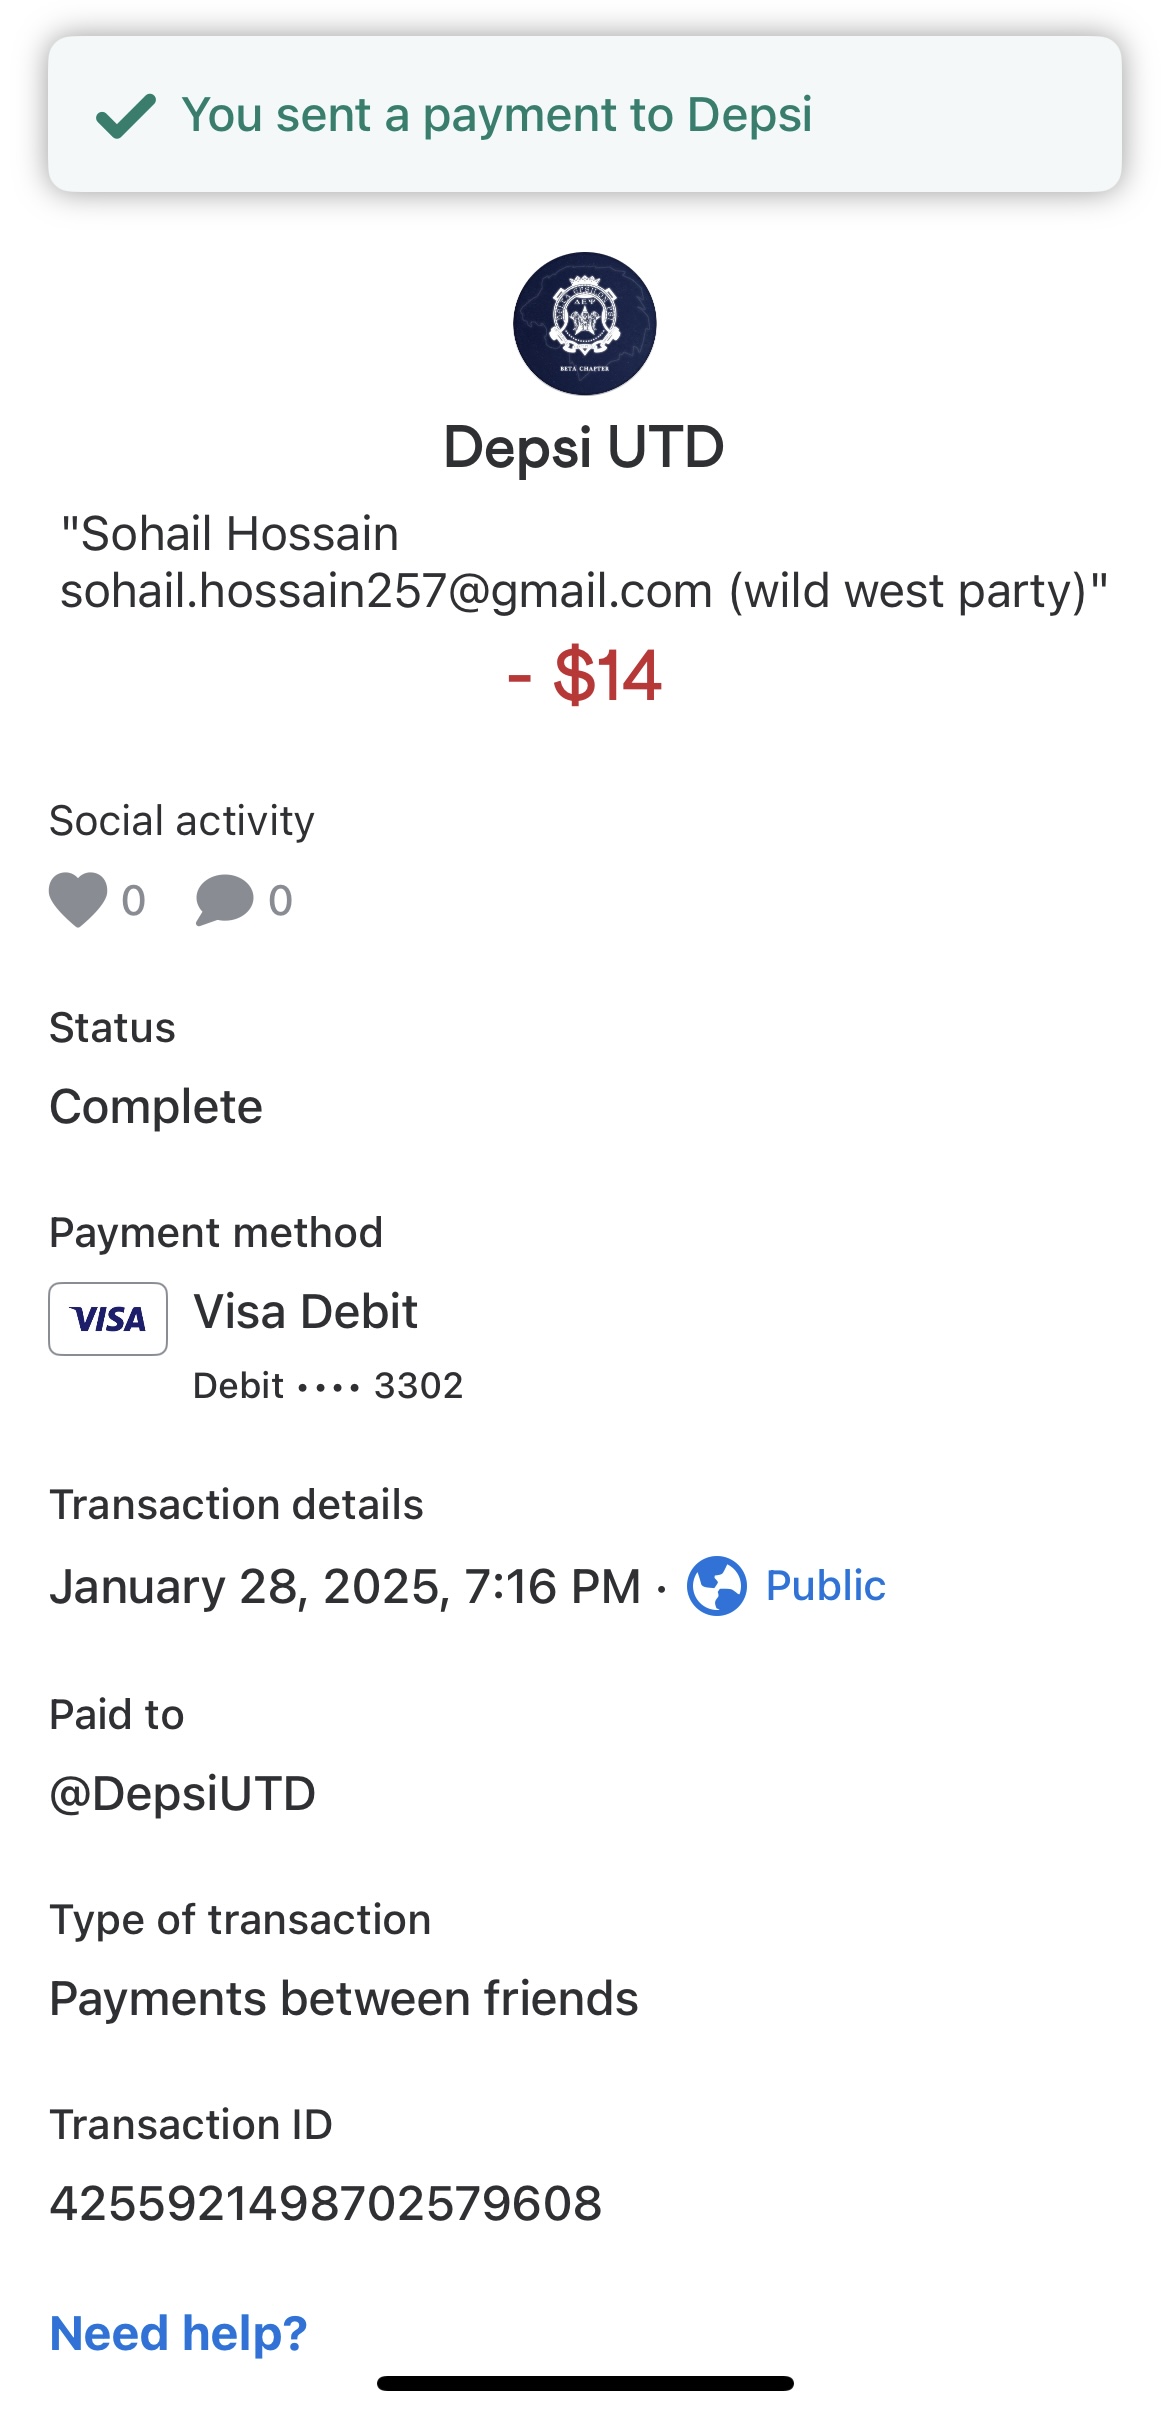 You sent a payment to Depsi
ΔΕΨ
BETA CHAPTER
Depsi UTD
"Sohail Hossain
sohail.hossain257@gmail.com (wild west party)"
- $14
Social activity
0 0
Status
Complete
Payment method
VISA Visa Debit
Debit •••• 3302
Transaction details
January 28, 2025, 7:16 PM · Public
Paid to
@DepsiUTD
Type of transaction
Payments between friends
Transaction ID
4255921498702579608
Need help?